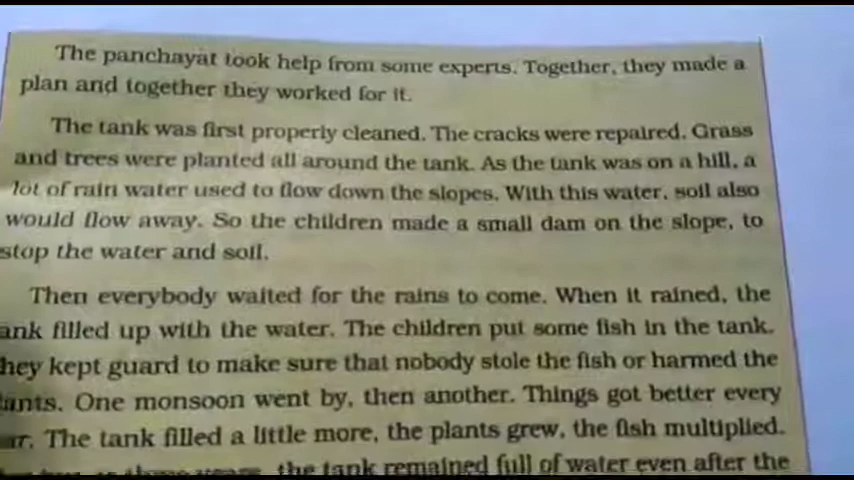 The panchayat took help from some experts. Together, they made a
plan and together they worked for it.
The tank was first properly cleaned. The cracks were repaired. Grass
and trees were planted all around the tank. As the tank was on a hill, a
lot of rain water used to flow down the slopes. With this water, soil also
would flow away. So the children made a small dam on the slope, to
stop the water and soil.
Then everybody waited for the rains to come. When it rained, the
ank filled up with the water. The children put some fish in the tank.
hey kept guard to make sure that nobody stole the fish or harmed the
ants. One monsoon went by, then another. Things got better every
ar. The tank filled a little more, the plants grew, the fish multiplied.
the tank remained full of water even after the